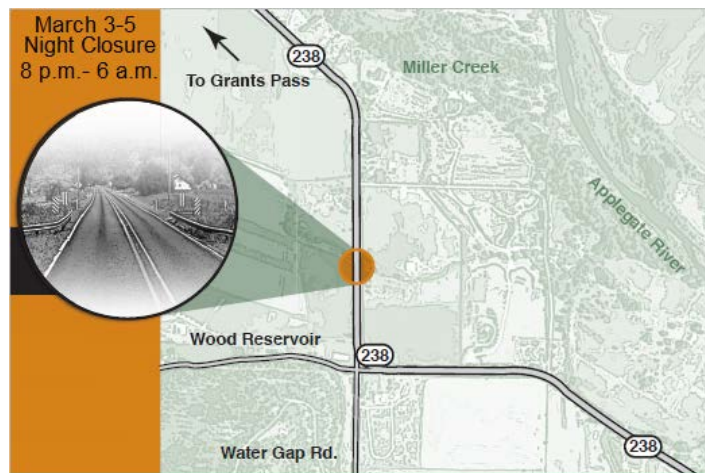 March 3-5
Night Closure
8 p.m.- 6 a.m.
238
To Grants Pass
Miller Creek
Applegate River
Wood Reservoir
238
Water Gap Rd.
238